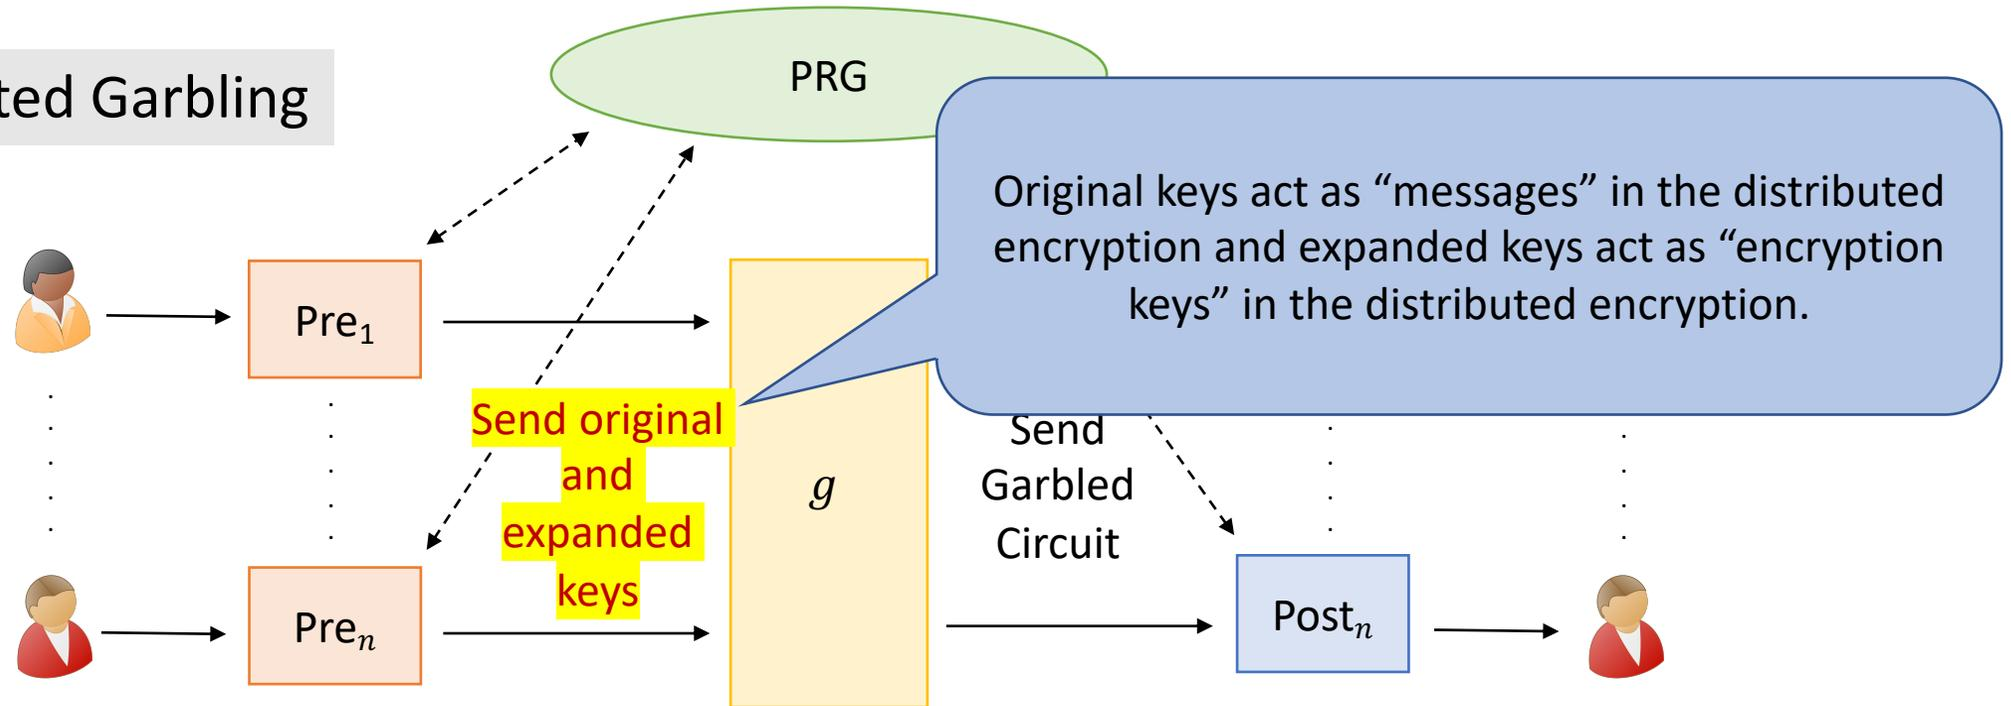 ted Garbling
PRG
Original keys act as “messages” in the distributed
encryption and expanded keys act as “encryption
keys” in the distributed encryption.
Pre₁
Send original
and
expanded
keys
g
Send
Garbled
Circuit
Preₙ
Postₙ